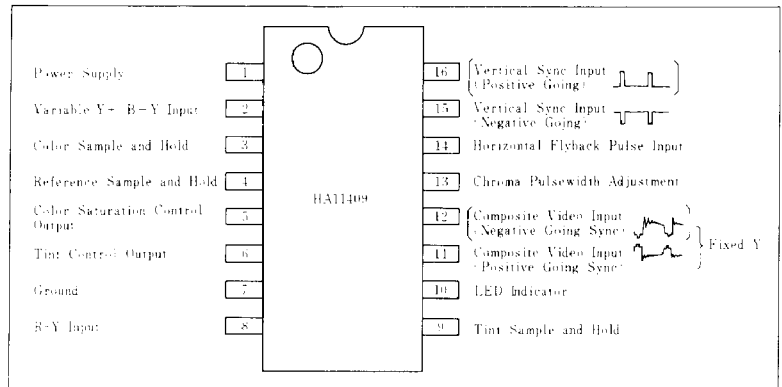 Power Supply 1
Variable Y+ B-Y Input 2
Color Sample and Hold 3
Reference Sample and Hold 4
Color Saturation Control
Output 5
Tint Control Output 6
Ground 7
R-Y Input 8
HA11409
16 Vertical Sync Input
(Positive Going)
15 Vertical Sync Input
(Negative Going)
14 Horizontal Flyback Pulse Input
13 Chroma Pulsewidth Adjustment
12 Composite Video Input
(Negative Going Sync)
11 Composite Video Input
(Positive Going Sync)
Fixed Y
10 LED Indicator
9 Tint Sample and Hold